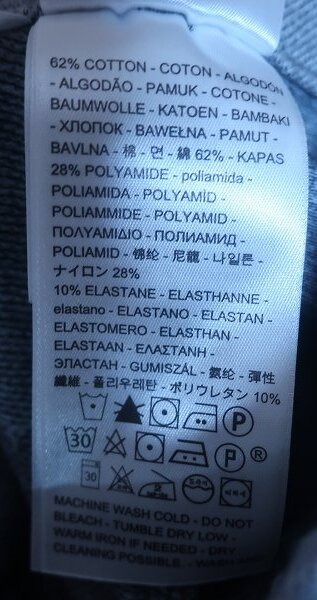 62% COTTON - COTON - ALGODÓN
- ALGODÃO - PAMUK - COTONE -
BAUMWOLLE - KATOEN - BAMBAKI
- ХЛОПОК - BAWEŁNA - PAMUT -
BAVLNA - 棉 - 면 - 綿 62% - KAPAS
28% POLYAMIDE - poliamida -
POLIAMIDA - POLYAMİD -
POLIAMMIDE - POLYAMID -
ΠΟΛΥΑΜΙΔΙΟ - ПОЛИАМИД -
POLIAMID - 锦纶 - 尼龍 - 나일론 -
ナイロン 28%
10% ELASTANE - ELASTHANNE -
elastano - ELASTANO - ELASTAN -
ELASTOMERO - ELASTHAN -
ELASTAAN - ΕΛΑΣΤΑΝΗ -
ЭЛАСТАН - GUMISZÁL - 氨纶 - 彈性
纖維 - 폴리우레탄 - ポリウレタン 10%
P
30 P ®
30
MACHINE WASH COLD - DO NOT
BLEACH - TUMBLE DRY LOW -
WARM IRON IF NEEDED - DRY
CLEANING POSSIBLE. - WASH AND